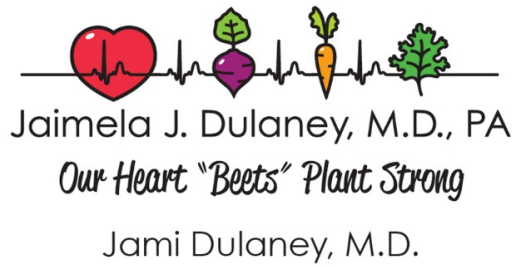 Jaimela J. Dulaney, M.D., PA
Our Heart "Beets" Plant Strong
Jami Dulaney, M.D.